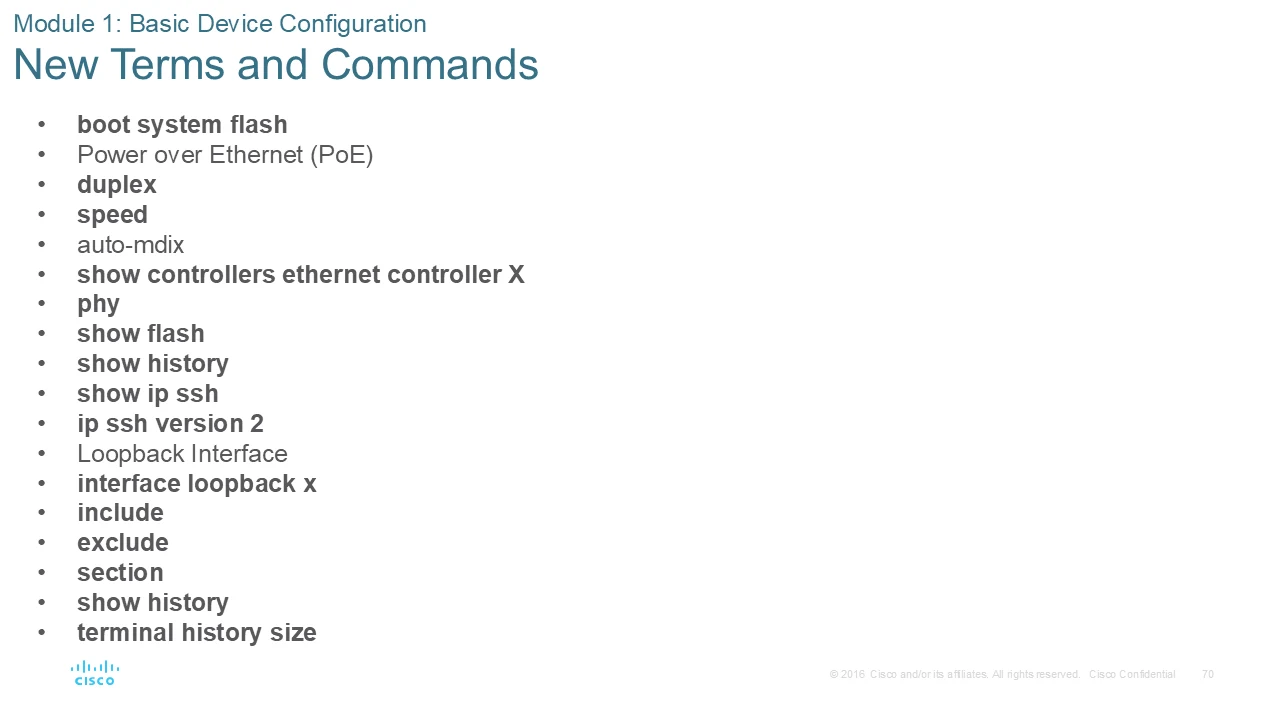 Module 1: Basic Device Configuration
New Terms and Commands
• boot system flash
• Power over Ethernet (PoE)
• duplex
• speed
• auto-mdix
• show controllers ethernet controller X
• phy
• show flash
• show history
• show ip ssh
• ip ssh version 2
• Loopback Interface
• interface loopback x
• include
• exclude
• section
• show history
• terminal history size
CISCO
© 2016 Cisco and/or its affiliates. All rights reserved. Cisco Confidential 70